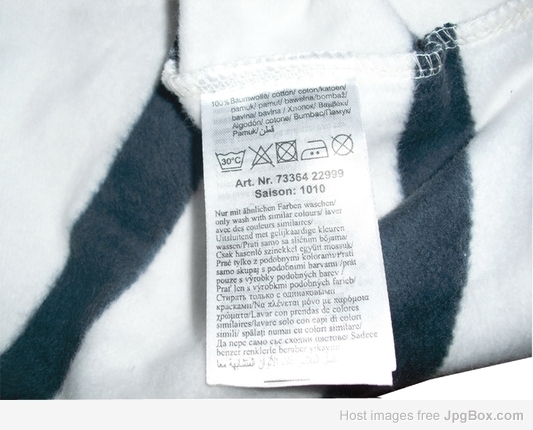 100% Baumwolle/ cotton/ coton/katoen/
pamuk/ pamut/ bawełna/bombaž/
bavlna/ bavlna / Хлопок/ Βαμβάκι/
Algodón/ cotone/ Bumbac/Памук/
Pamuk/ قطن
30°C
Art. Nr. 73364 22999
Saison: 1010
Nur mit ähnlichen Farben waschen/
only wash with similar colours/ laver
avec des couleurs similaires/
Uitsluitend met gelijkaardige kleuren
wassen/Prati samo sa sličnim bojama/
Csak hasonló színekkel együtt mossuk/
Prać tylko z podobnymi kolorami/Prati
samo skupaj s podobnimi barvami /prát
pouze s výrobky podobných barev /
Prať len s výrobkami podobných farieb/
Стирать только с одинаковыми
красками/Να πλένεται μόνο με παρόμοια
χρώματα/Lavar con prendas de colores
similares/lavare solo con capi di colori
simili/ spălaţi numai cu culori similare/
Да пере само със сходни цветове/ Sadece
benzer renklerle beraber yıkayın/
Host images free JpgBox.com